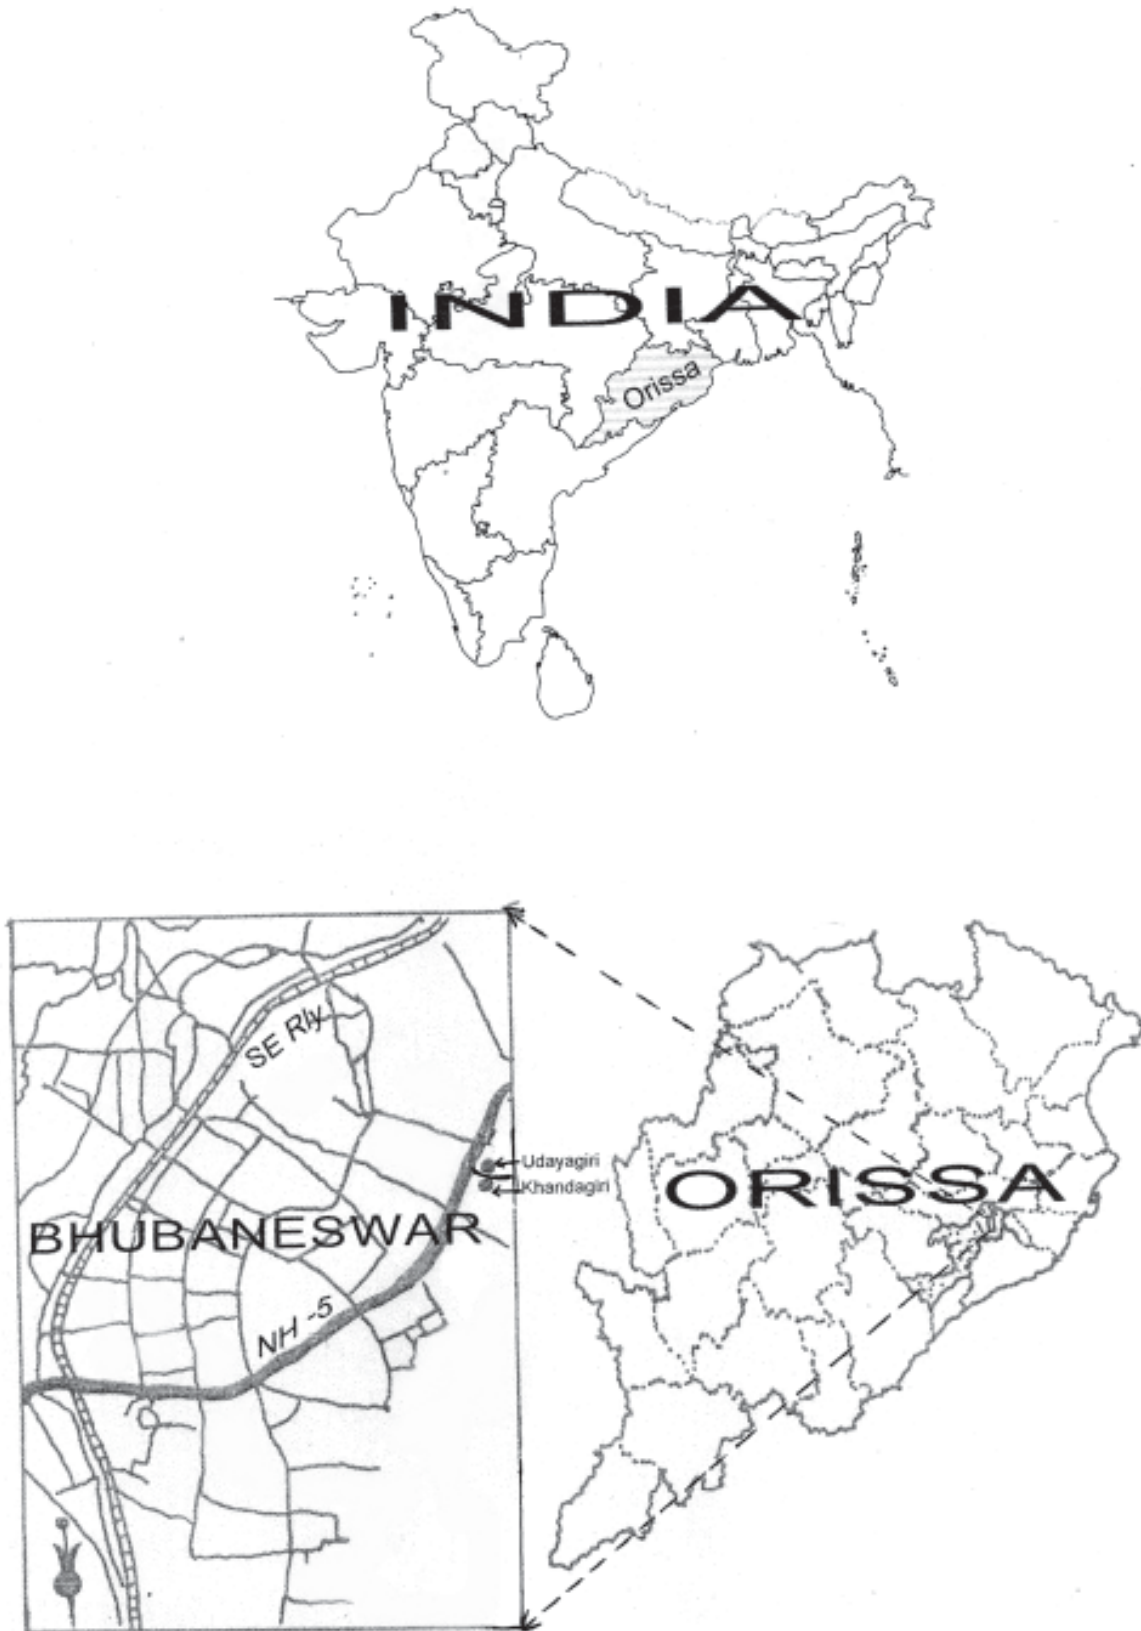 INDIA
Orissa
SE Rly
Udayagiri
Khandagiri
BHUBANESWAR
NH -5
ORISSA